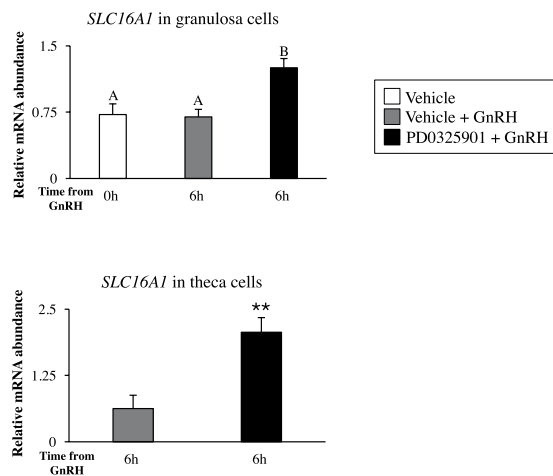 SLC16A1 in granulosa cells
Relative mRNA abundance
1.5
0.75
0
A
A
B
Time from
GnRH
0h
6h
6h
Vehicle
Vehicle + GnRH
PD0325901 + GnRH
SLC16A1 in theca cells
Relative mRNA abundance
2.5
1.25
0
**
Time from
GnRH
6h
6h